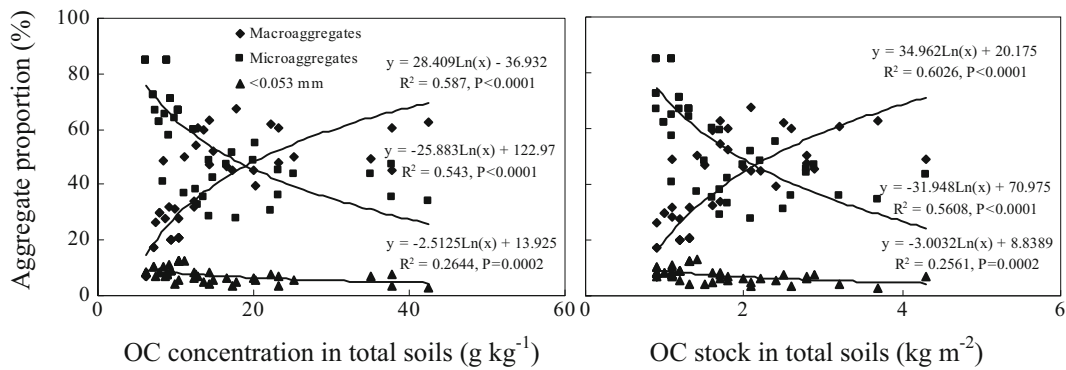 Aggregate proportion (%)
100
80
60
40
20
0
Macroaggregates
Microaggregates
<0.053 mm
y = 28.409Ln(x) - 36.932
R² = 0.587, P<0.0001
y = -25.883Ln(x) + 122.97
R² = 0.543, P<0.0001
y = -2.5125Ln(x) + 13.925
R² = 0.2644, P=0.0002
0 20 40 60
OC concentration in total soils (g kg⁻¹)
y = 34.962Ln(x) + 20.175
R² = 0.6026, P<0.0001
y = -31.948Ln(x) + 70.975
R² = 0.5608, P<0.0001
y = -3.0032Ln(x) + 8.8389
R² = 0.2561, P=0.0002
0 2 4 6
OC stock in total soils (kg m⁻²)